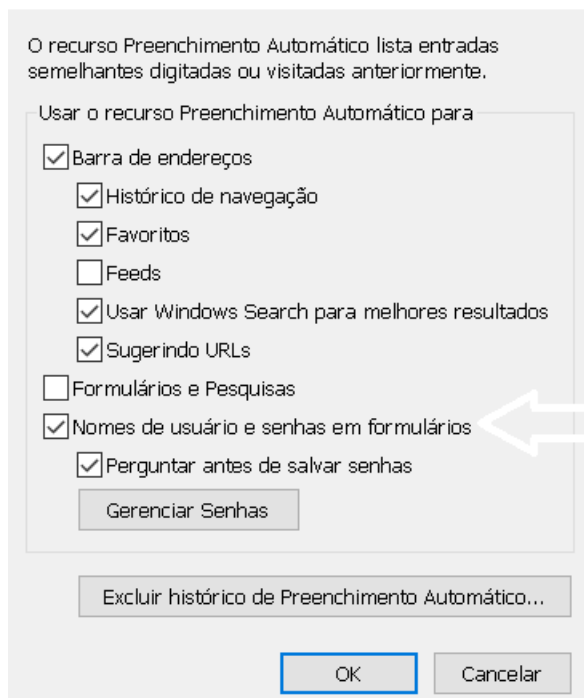 O recurso Preenchimento Automático lista entradas
semelhantes digitadas ou visitadas anteriormente.
Usar o recurso Preenchimento Automático para
Barra de endereços
Histórico de navegação
Favoritos
Feeds
Usar Windows Search para melhores resultados
Sugerindo URLs
Formulários e Pesquisas
Nomes de usuário e senhas em formulários
Perguntar antes de salvar senhas
Gerenciar Senhas
Excluir histórico de Preenchimento Automático...
OK
Cancelar